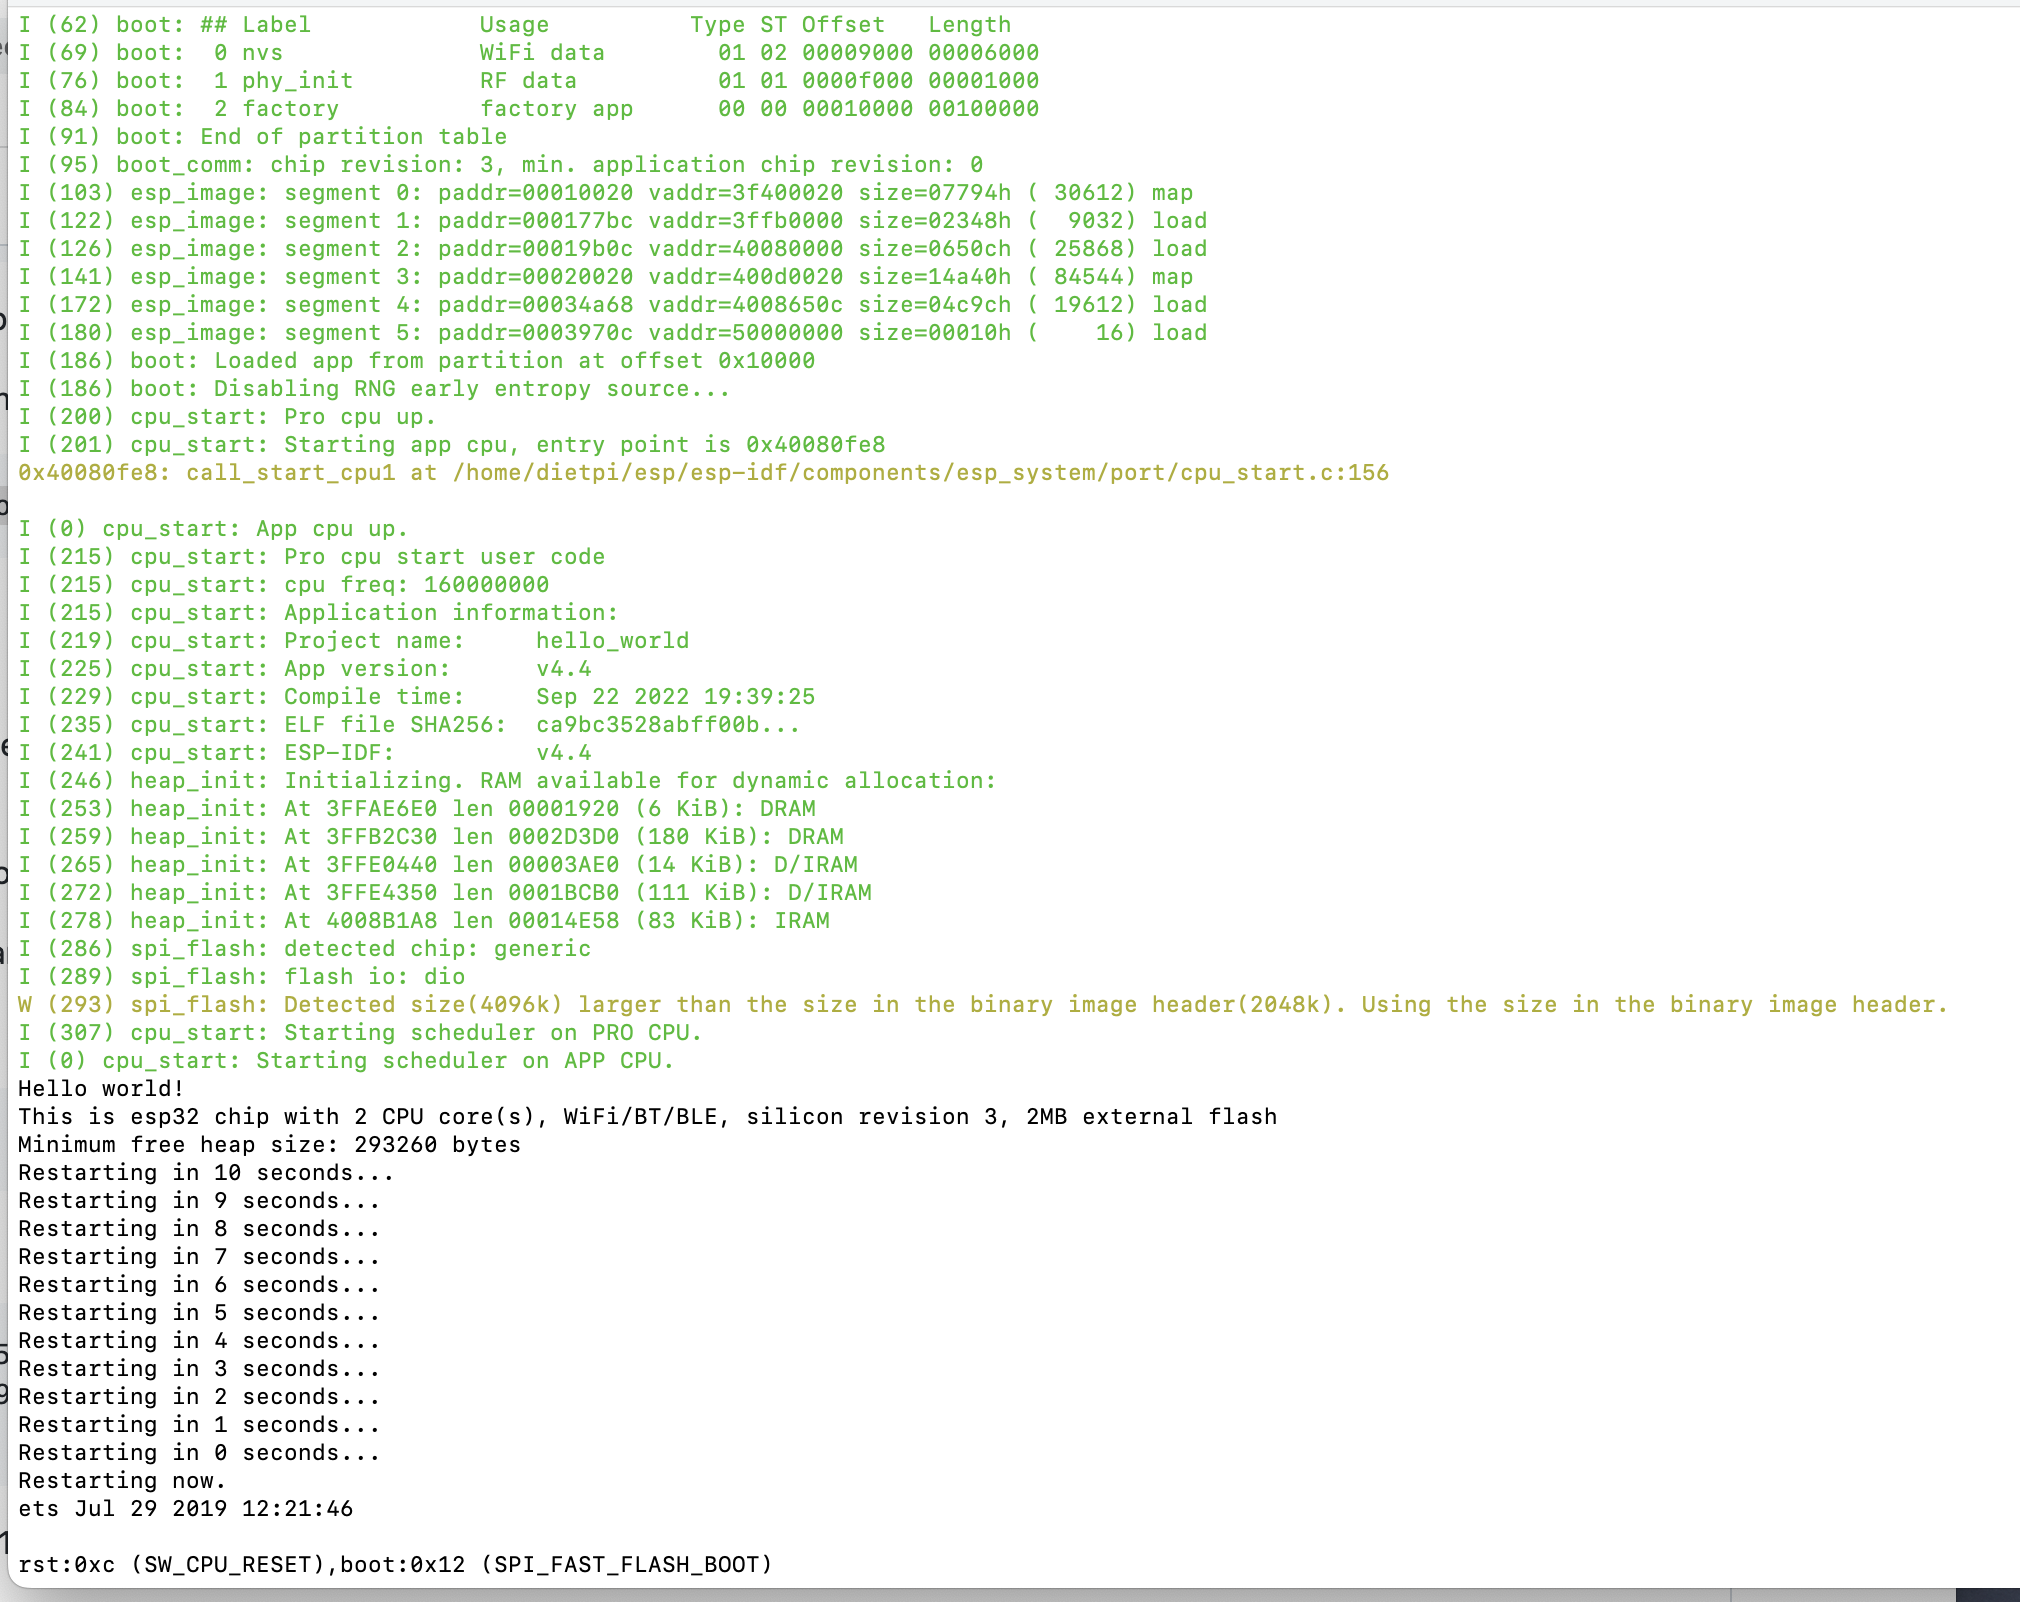 I (62) boot: ## Label            Usage          Type ST Offset   Length
I (69) boot:  0 nvs              WiFi data        01 02 00009000 00006000
I (76) boot:  1 phy_init         RF data          01 01 0000f000 00001000
I (84) boot:  2 factory          factory app      00 00 00010000 00100000
I (91) boot: End of partition table
I (95) boot_comm: chip revision: 3, min. application chip revision: 0
I (103) esp_image: segment 0: paddr=00010020 vaddr=3f400020 size=07794h ( 30612) map
I (122) esp_image: segment 1: paddr=000177bc vaddr=3ffb0000 size=02348h (  9032) load
I (126) esp_image: segment 2: paddr=00019b0c vaddr=40080000 size=0650ch ( 25868) load
I (141) esp_image: segment 3: paddr=00020020 vaddr=400d0020 size=14a40h ( 84544) map
I (172) esp_image: segment 4: paddr=00034a68 vaddr=4008650c size=04c9ch ( 19612) load
I (180) esp_image: segment 5: paddr=0003970c vaddr=50000000 size=00010h (    16) load
I (186) boot: Loaded app from partition at offset 0x10000
I (186) boot: Disabling RNG early entropy source...
I (200) cpu_start: Pro cpu up.
I (201) cpu_start: Starting app cpu, entry point is 0x40080fe8
0x40080fe8: call_start_cpu1 at /home/dietpi/esp/esp-idf/components/esp_system/port/cpu_start.c:156
I (0) cpu_start: App cpu up.
I (215) cpu_start: Pro cpu start user code
I (215) cpu_start: cpu freq: 160000000
I (215) cpu_start: Application information:
I (219) cpu_start: Project name:     hello_world
I (225) cpu_start: App version:      v4.4
I (229) cpu_start: Compile time:     Sep 22 2022 19:39:25
I (235) cpu_start: ELF file SHA256:  ca9bc3528abff00b...
I (241) cpu_start: ESP-IDF:          v4.4
I (246) heap_init: Initializing. RAM available for dynamic allocation:
I (253) heap_init: At 3FFAE6E0 len 00001920 (6 KiB): DRAM
I (259) heap_init: At 3FFB2C30 len 0002D3D0 (180 KiB): DRAM
I (265) heap_init: At 3FFE0440 len 00003AE0 (14 KiB): D/IRAM
I (272) heap_init: At 3FFE4350 len 0001BCB0 (111 KiB): D/IRAM
I (278) heap_init: At 4008B1A8 len 00014E58 (83 KiB): IRAM
I (286) spi_flash: detected chip: generic
I (289) spi_flash: flash io: dio
W (293) spi_flash: Detected size(4096k) larger than the size in the binary image header(2048k). Using the size in the binary image header.
I (307) cpu_start: Starting scheduler on PRO CPU.
I (0) cpu_start: Starting scheduler on APP CPU.
Hello world!
This is esp32 chip with 2 CPU core(s), WiFi/BT/BLE, silicon revision 3, 2MB external flash
Minimum free heap size: 293260 bytes
Restarting in 10 seconds...
Restarting in 9 seconds...
Restarting in 8 seconds...
Restarting in 7 seconds...
Restarting in 6 seconds...
Restarting in 5 seconds...
Restarting in 4 seconds...
Restarting in 3 seconds...
Restarting in 2 seconds...
Restarting in 1 seconds...
Restarting in 0 seconds...
Restarting now.
ets Jul 29 2019 12:21:46
rst:0xc (SW_CPU_RESET),boot:0x12 (SPI_FAST_FLASH_BOOT)